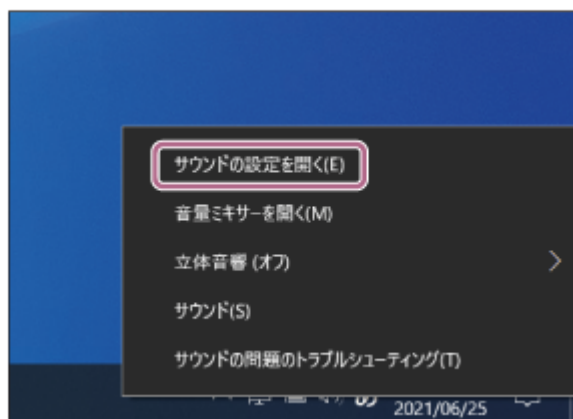 サウンドの設定を開く(E)
音量ミキサーを開く(M)
立体音響 (オフ)
サウンド(S)
サウンドの問題のトラブルシューティング(T)
あ
2021/06/25